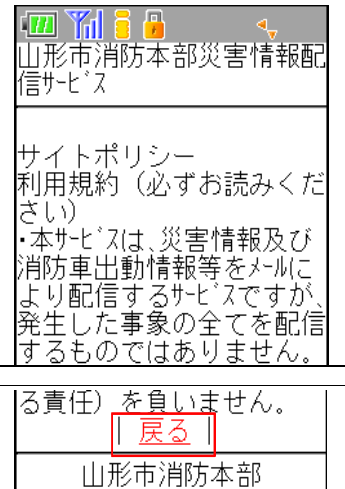 山形市消防本部災害情報配
信ｻｰﾋﾞｽ
サイトポリシー
利用規約（必ずお読みくだ
さい）
・本ｻｰﾋﾞｽは､災害情報及び
消防車出動情報等をﾒｰﾙに
より配信するｻｰﾋﾞｽですが､
発生した事象の全てを配信
するものではありません。
る責任）を負いません。
| 戻る |
山形市消防本部